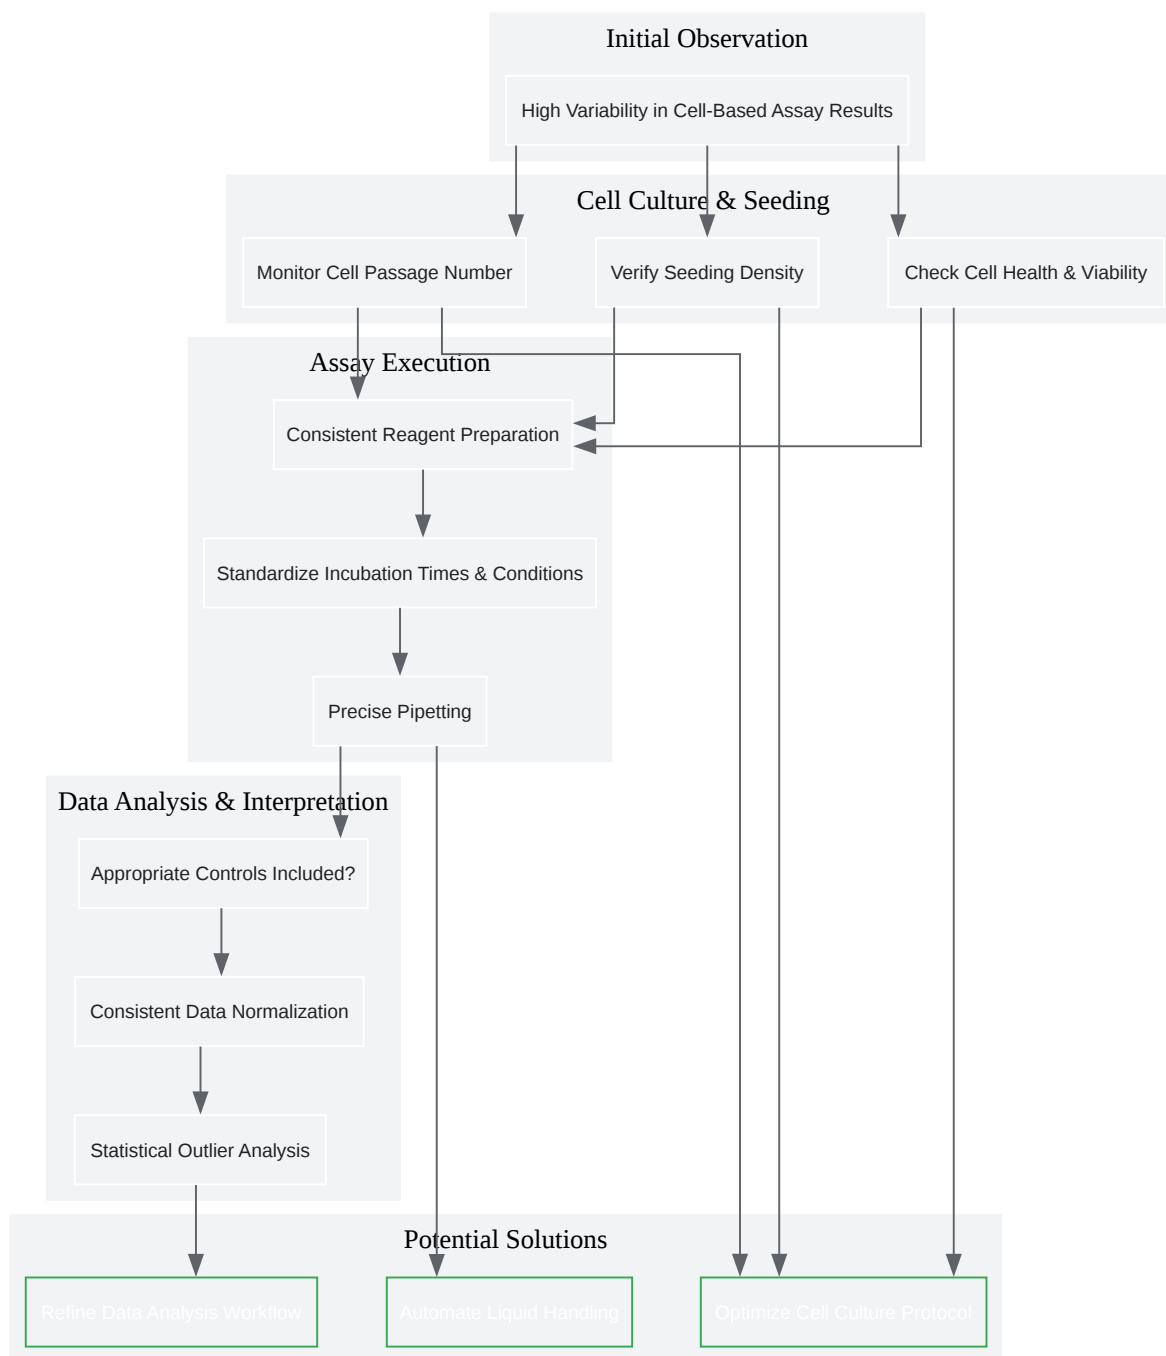 Initial Observation
High Variability in Cell-Based Assay Results
Cell Culture & Seeding
Monitor Cell Passage Number
Verify Seeding Density
Check Cell Health & Viability
Assay Execution
Consistent Reagent Preparation
Standardize Incubation Times & Conditions
Precise Pipetting
Data Analysis & Interpretation
Appropriate Controls Included?
Consistent Data Normalization
Statistical Outlier Analysis
Potential Solutions
Refine Data Analysis Workflow
Automate Liquid Handling
Optimize Cell Culture Protocol